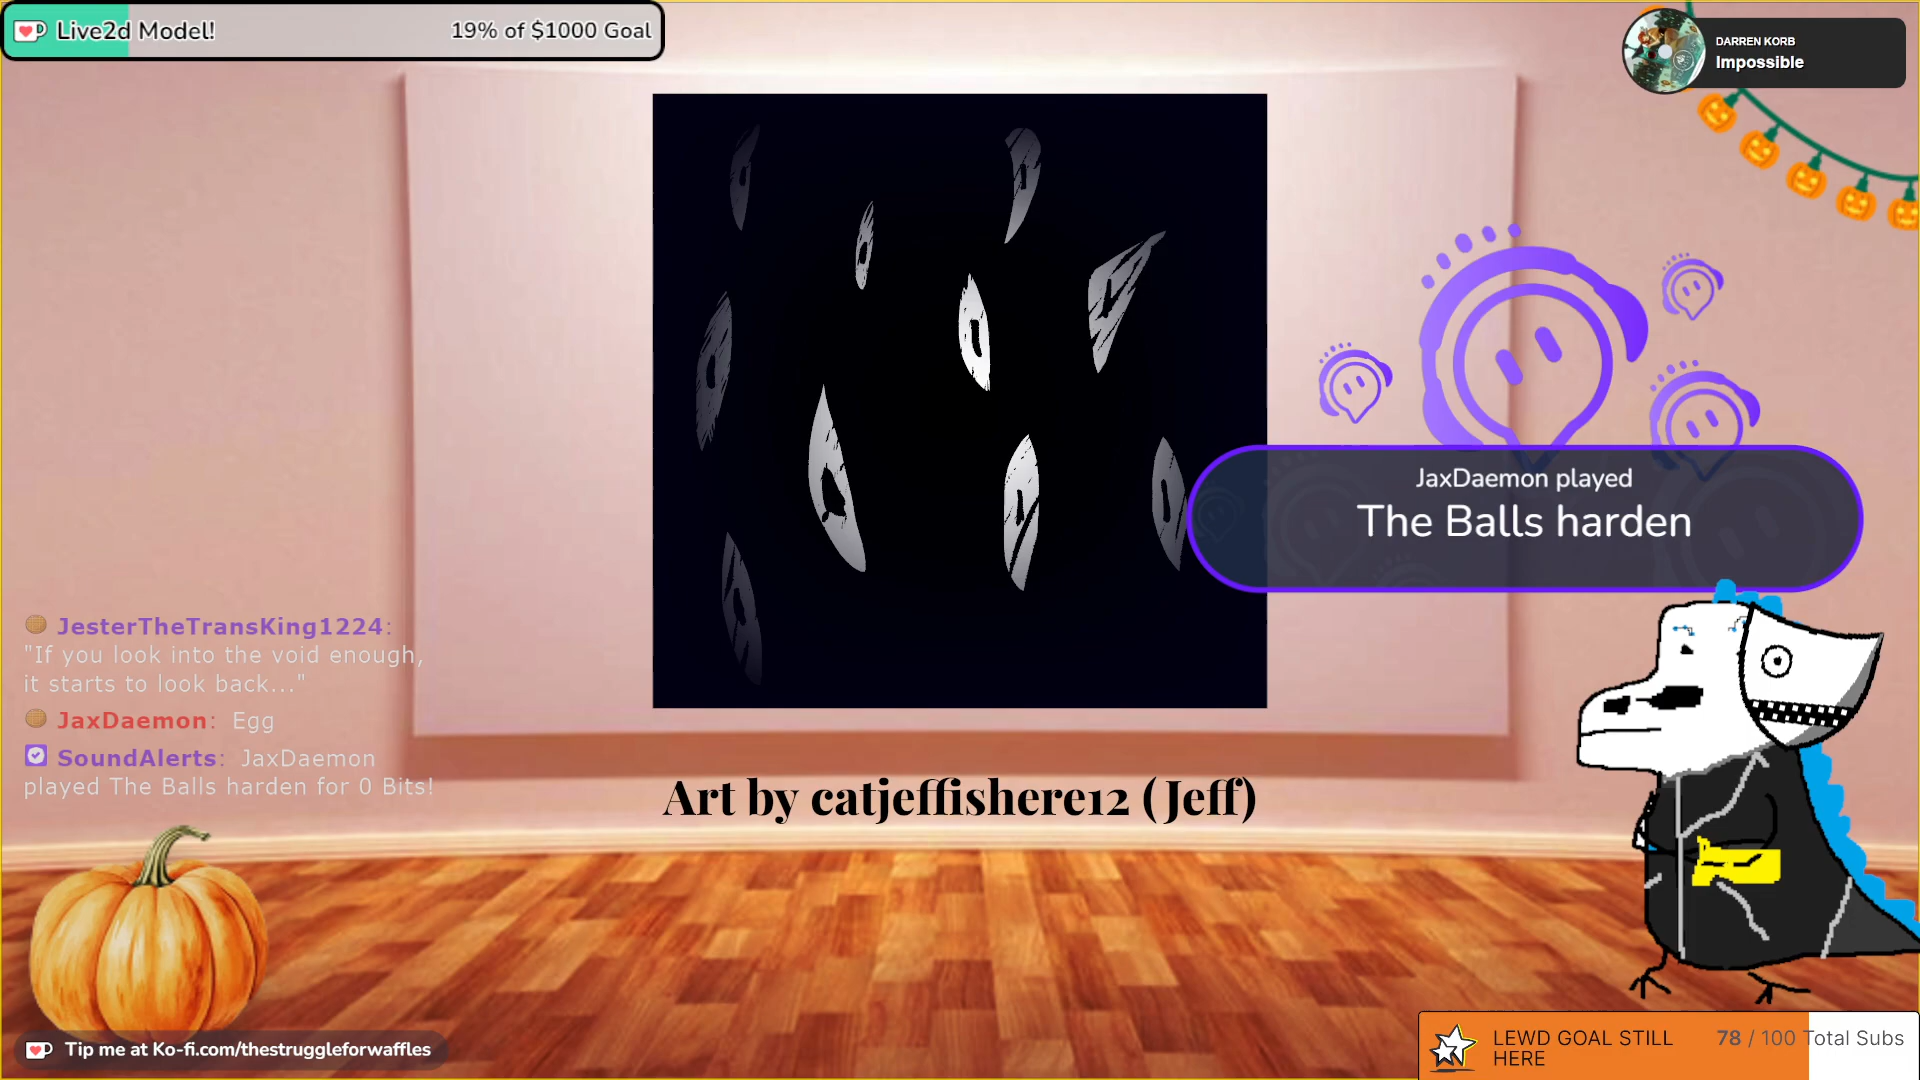 Live2d Model!
19% of $1000 Goal
DARREN KORB
Impossible
JaxDaemon played
The Balls harden
JesterTheTransKing1224:
"If you look into the void enough,
it starts to look back..."
JaxDaemon: Egg
SoundAlerts: JaxDaemon
played The Balls harden for 0 Bits!
Art by catjeffishere12 (Jeff)
Tip me at Ko-fi.com/thestruggleforwaffles
LEWD GOAL STILL
HERE
78 / 100 Total Subs